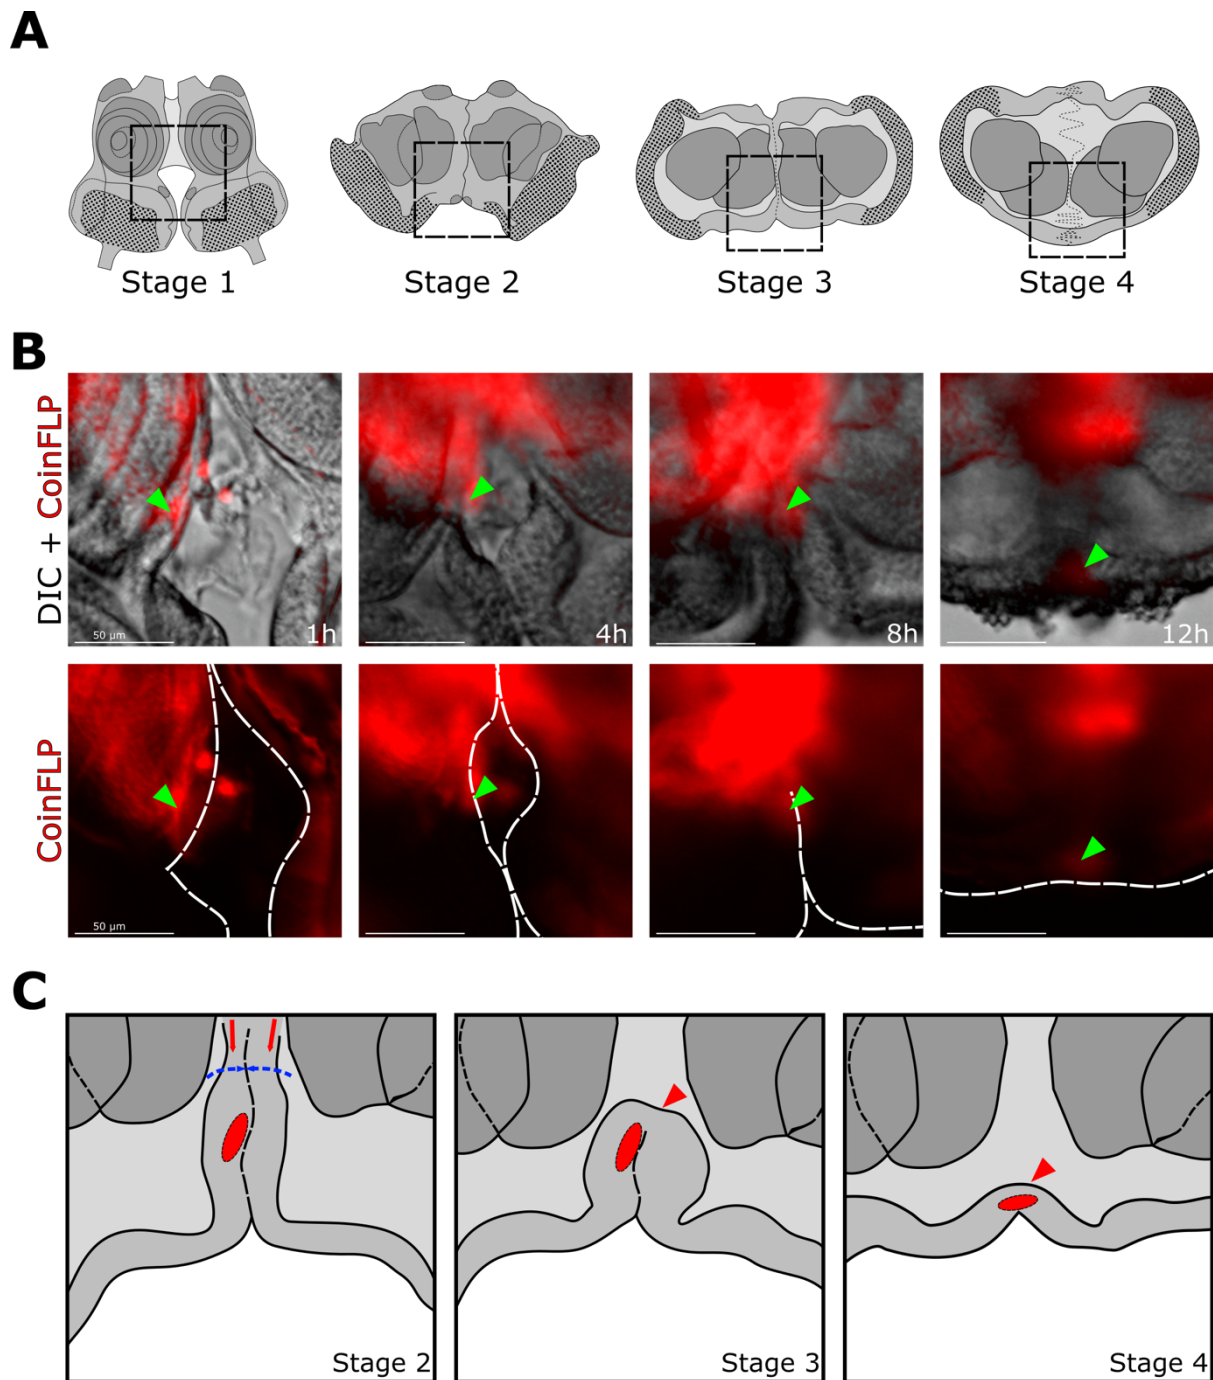 A
Stage 1
Stage 2
Stage 3
Stage 4
B
DIC + CoinFLP
50 µm
1h
4h
8h
12h
CoinFLP
50 µm
C
Stage 2
Stage 3
Stage 4